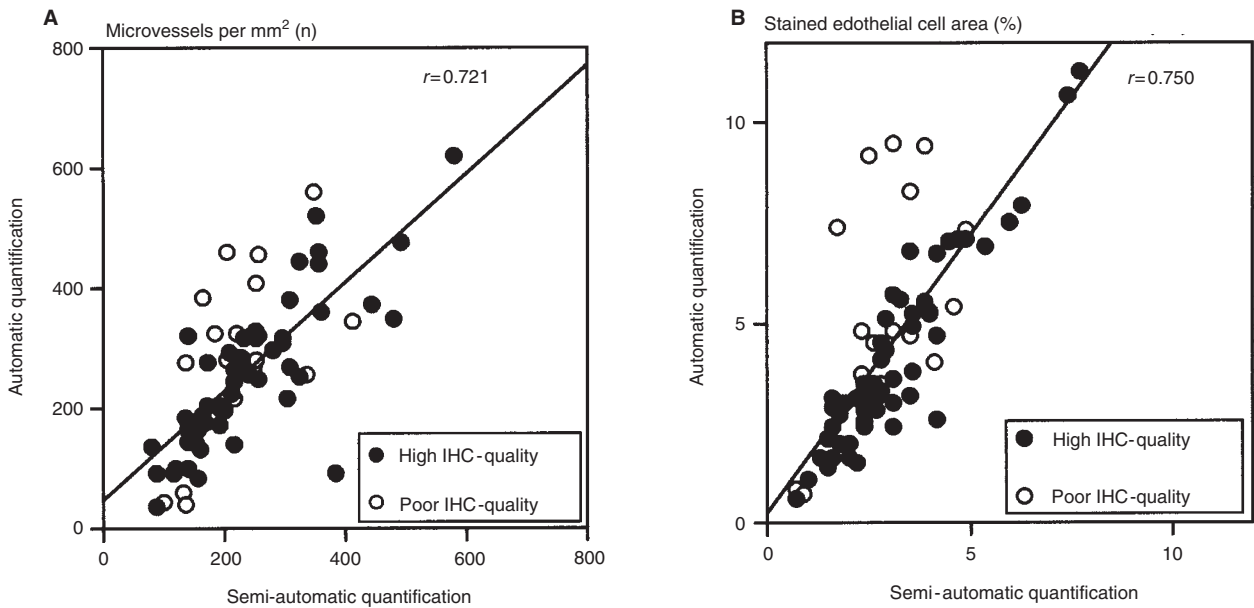 A
Microvessels per mm² (n)
800
r=0.721
600
400
200
0
0 200 400 600 800
Automatic quantification
Semi-automatic quantification
High IHC-quality
Poor IHC-quality
B
Stained edothelial cell area (%)
r=0.750
10
5
0
0 5 10
Automatic quantification
Semi-automatic quantification
High IHC-quality
Poor IHC-quality